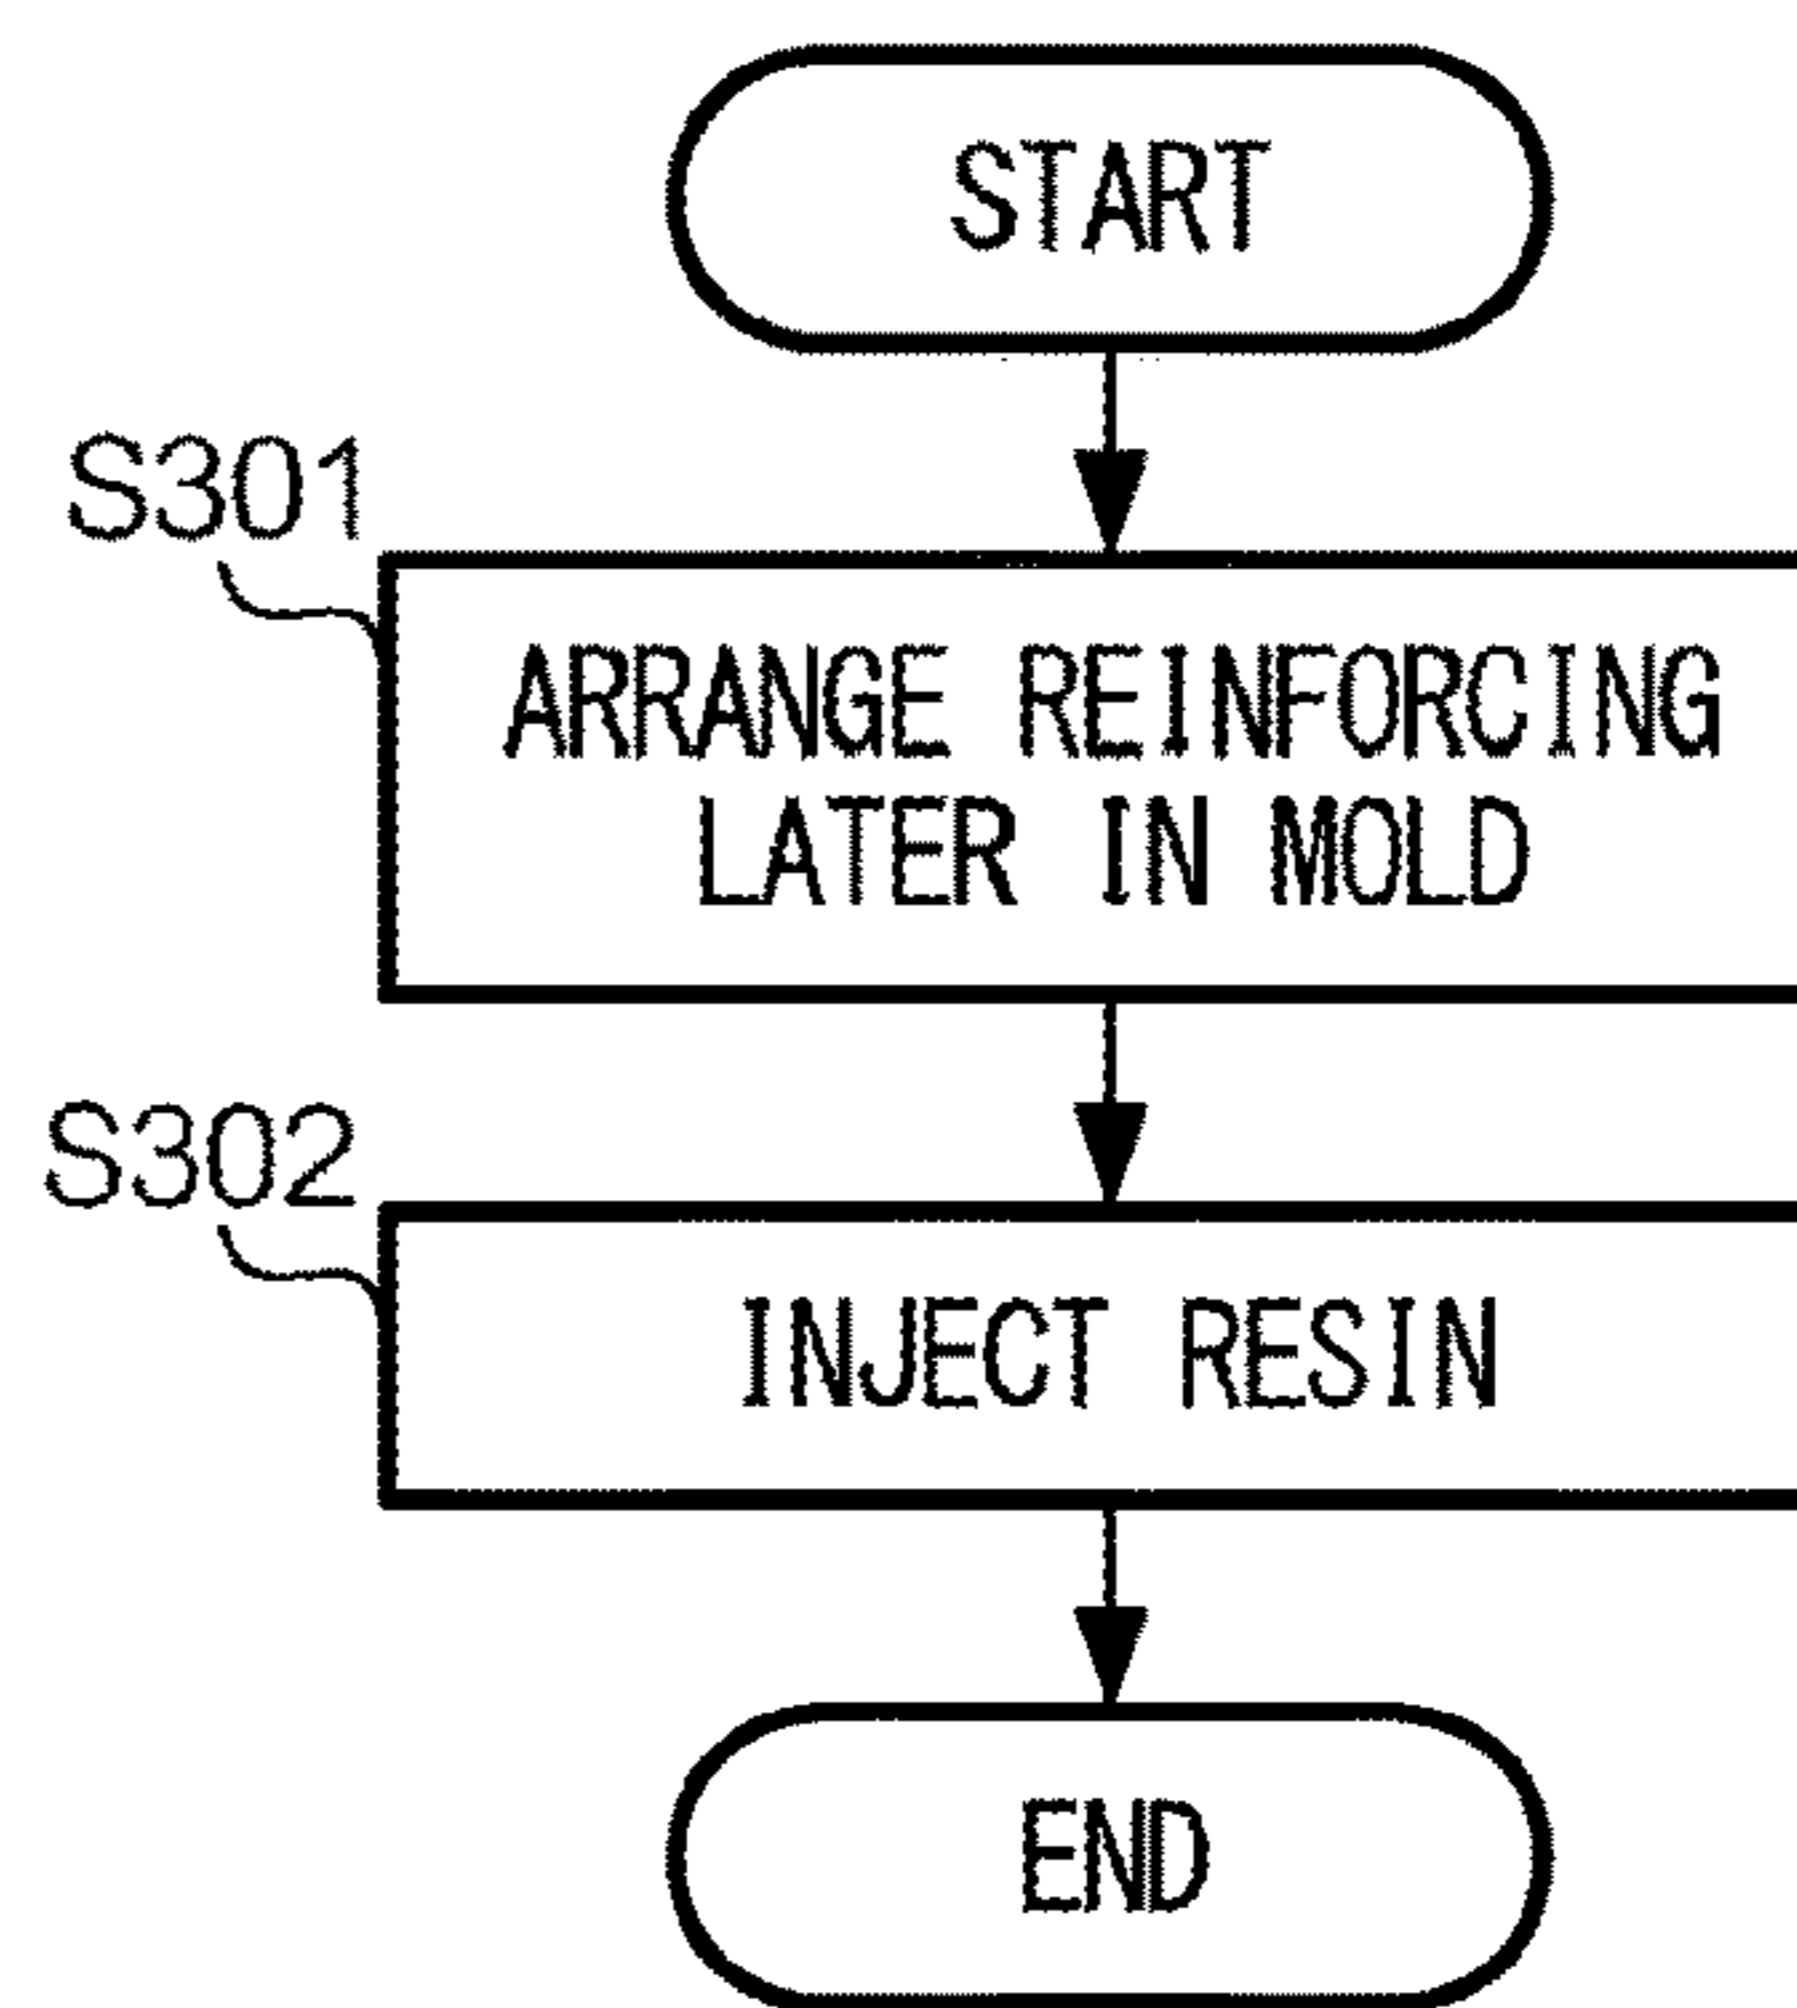 START
S301
ARRANGE REINFORCING
LATER IN MOLD
S302
INJECT RESIN
END